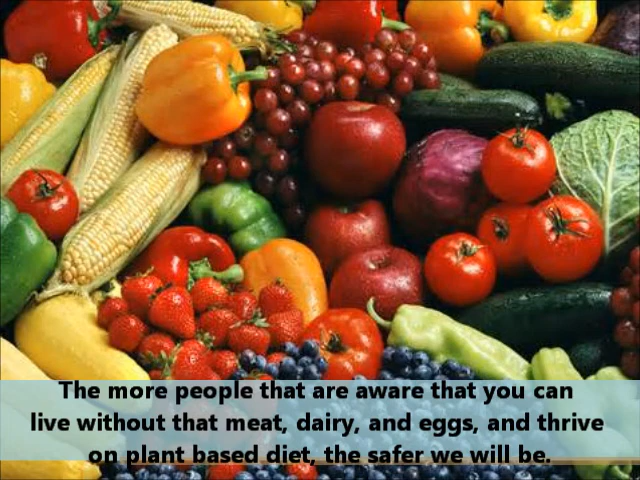 The more people that are aware that you can
live without that meat, dairy, and eggs, and thrive
on plant based diet, the safer we will be.